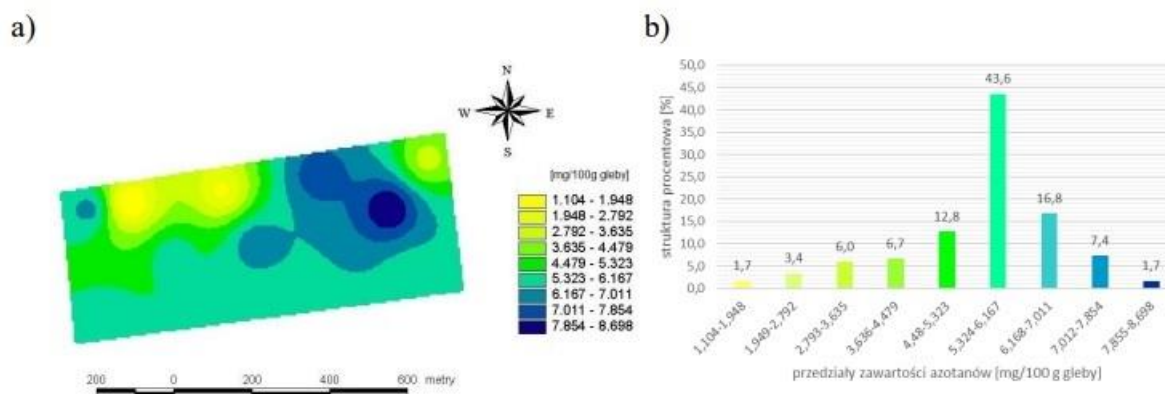 a)
N
W E
S
[mg/100g gleby]
1.104 - 1.948
1.948 - 2.792
2.792 - 3.635
3.635 - 4.479
4.479 - 5.323
5.323 - 6.167
6.167 - 7.011
7.011 - 7.854
7.854 - 8.698
200 0 200 400 600 metry
b)
struktura procentowa [%]
50,0
45,0
40,0
35,0
30,0
25,0
20,0
15,0
10,0
5,0
0,0
1,7
3,4
6,0
6,7
12,8
43,6
16,8
7,4
1,7
1,104-1,948
1,949-2,792
2,793-3,635
3,636-4,479
4,48-5,323
5,324-6,167
6,168-7,011
7,012-7,854
7,855-8,698
przedziały zawartości azotanów [mg/100 g gleby]